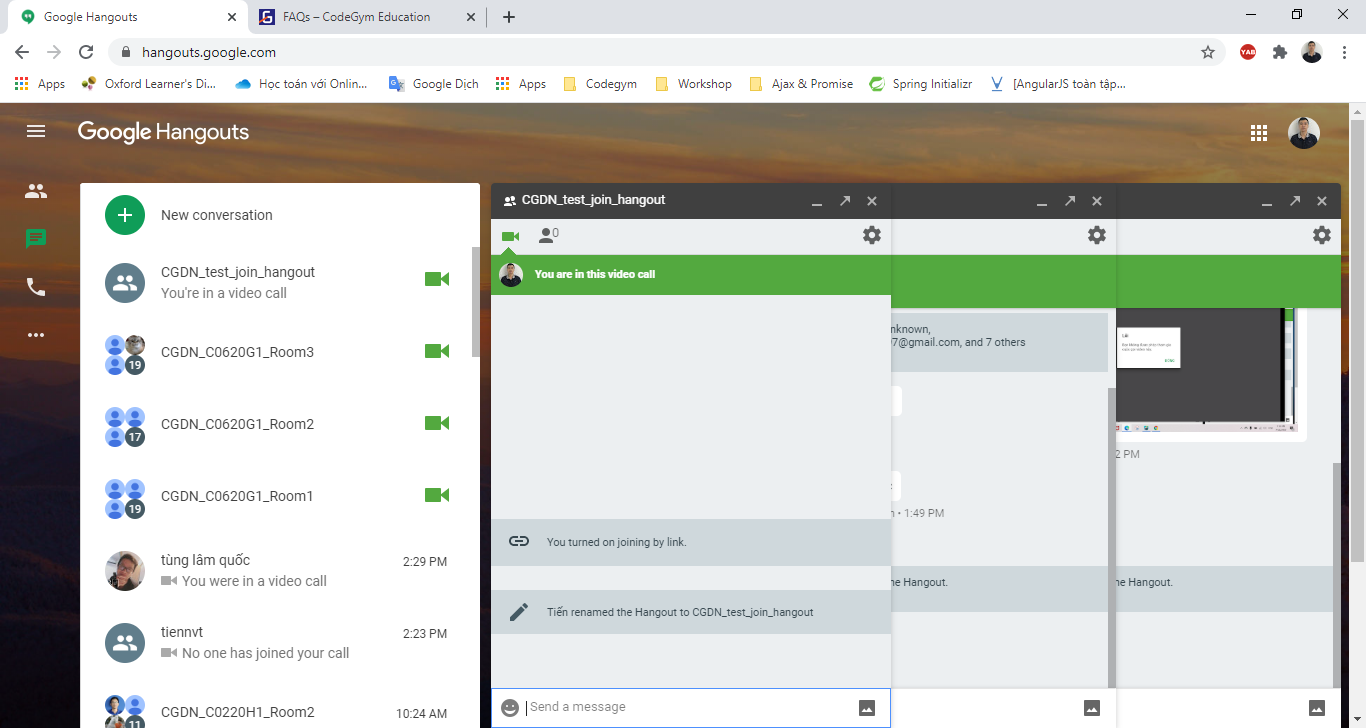 Google Hangouts
FAQs – CodeGym Education
hangouts.google.com
YAB
Apps
Oxford Learner's Di...
Học toán với Onlin...
Google Dịch
Apps
Codegym
Workshop
Ajax & Promise
Spring Initializr
[AngularJS toàn tập...
Google Hangouts
New conversation
CGDN_test_join_hangout
You're in a video call
CGDN_C0620G1_Room3
19
CGDN_C0620G1_Room2
17
CGDN_C0620G1_Room1
19
tùng lâm quốc
2:29 PM
You were in a video call
tiennvt
2:23 PM
No one has joined your call
CGDN_C0220H1_Room2
10:24 AM
11
CGDN_test_join_hangout
0
You are in this video call
You turned on joining by link.
Tiến renamed the Hangout to CGDN_test_join_hangout
Send a message
nknown,
7@gmail.com, and 7 others
• 1:49 PM
he Hangout.
2 PM
he Hangout.